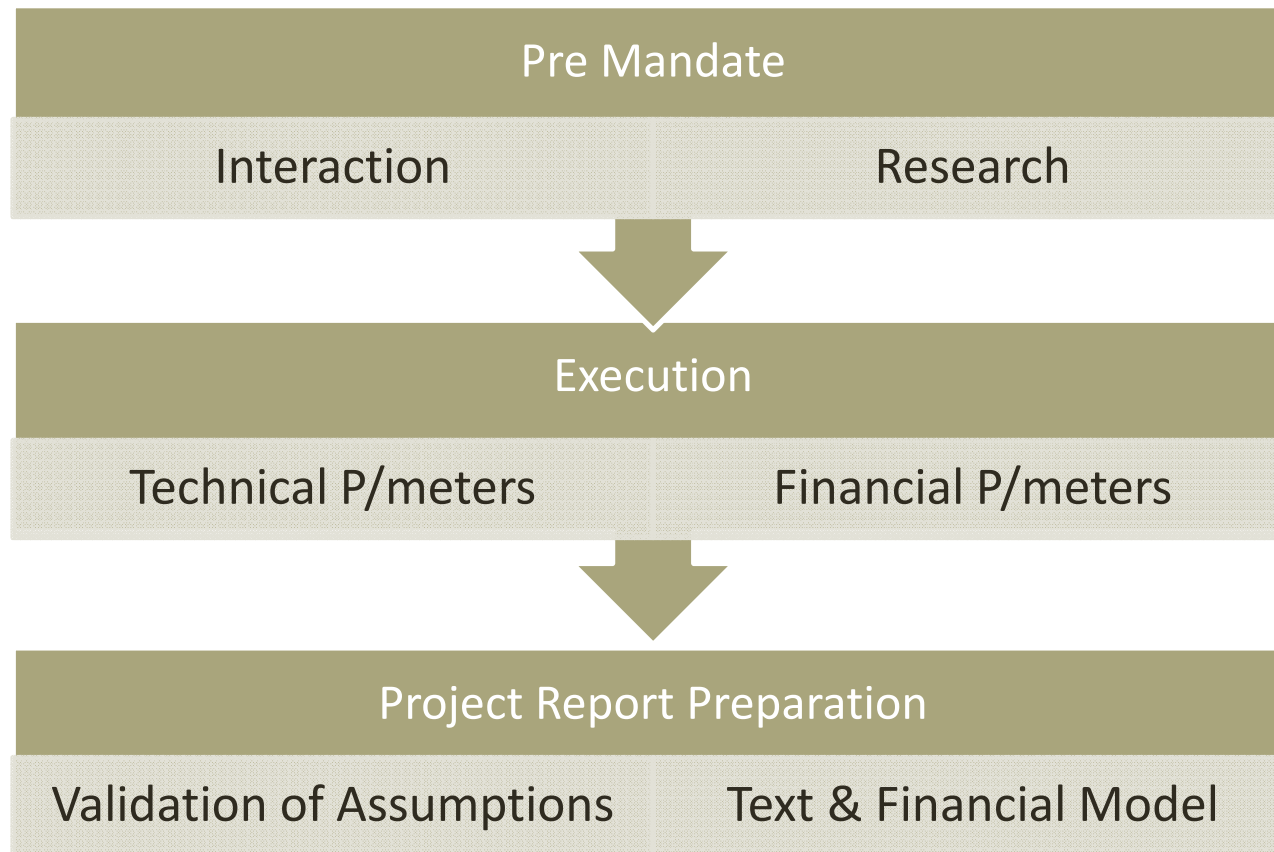 Pre Mandate
Interaction
Research
Execution
Technical P/meters
Financial P/meters
Project Report Preparation
Validation of Assumptions
Text & Financial Model